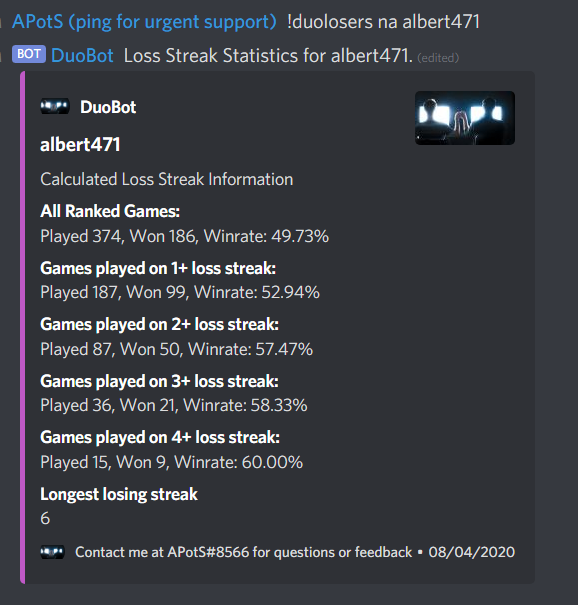 APotS (ping for urgent support) !duolosers na albert471
BOT DuoBot Loss Streak Statistics for albert471. (edited)
DuoBot
albert471
Calculated Loss Streak Information
All Ranked Games:
Played 374, Won 186, Winrate: 49.73%
Games played on 1+ loss streak:
Played 187, Won 99, Winrate: 52.94%
Games played on 2+ loss streak:
Played 87, Won 50, Winrate: 57.47%
Games played on 3+ loss streak:
Played 36, Won 21, Winrate: 58.33%
Games played on 4+ loss streak:
Played 15, Won 9, Winrate: 60.00%
Longest losing streak
6
Contact me at APotS#8566 for questions or feedback • 08/04/2020